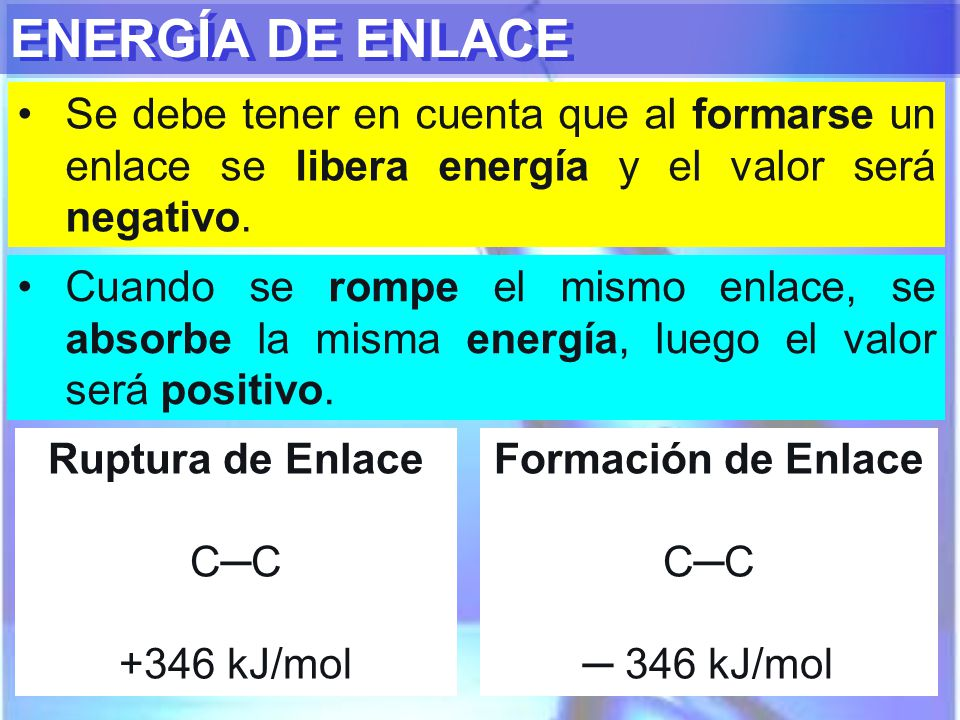 ENERGÍA DE ENLACE
• Se debe tener en cuenta que al formarse un
enlace se libera energía y el valor será
negativo.
• Cuando se rompe el mismo enlace, se
absorbe la misma energía, luego el valor
será positivo.
Ruptura de Enlace
C─C
+346 kJ/mol
Formación de Enlace
C─C
─ 346 kJ/mol